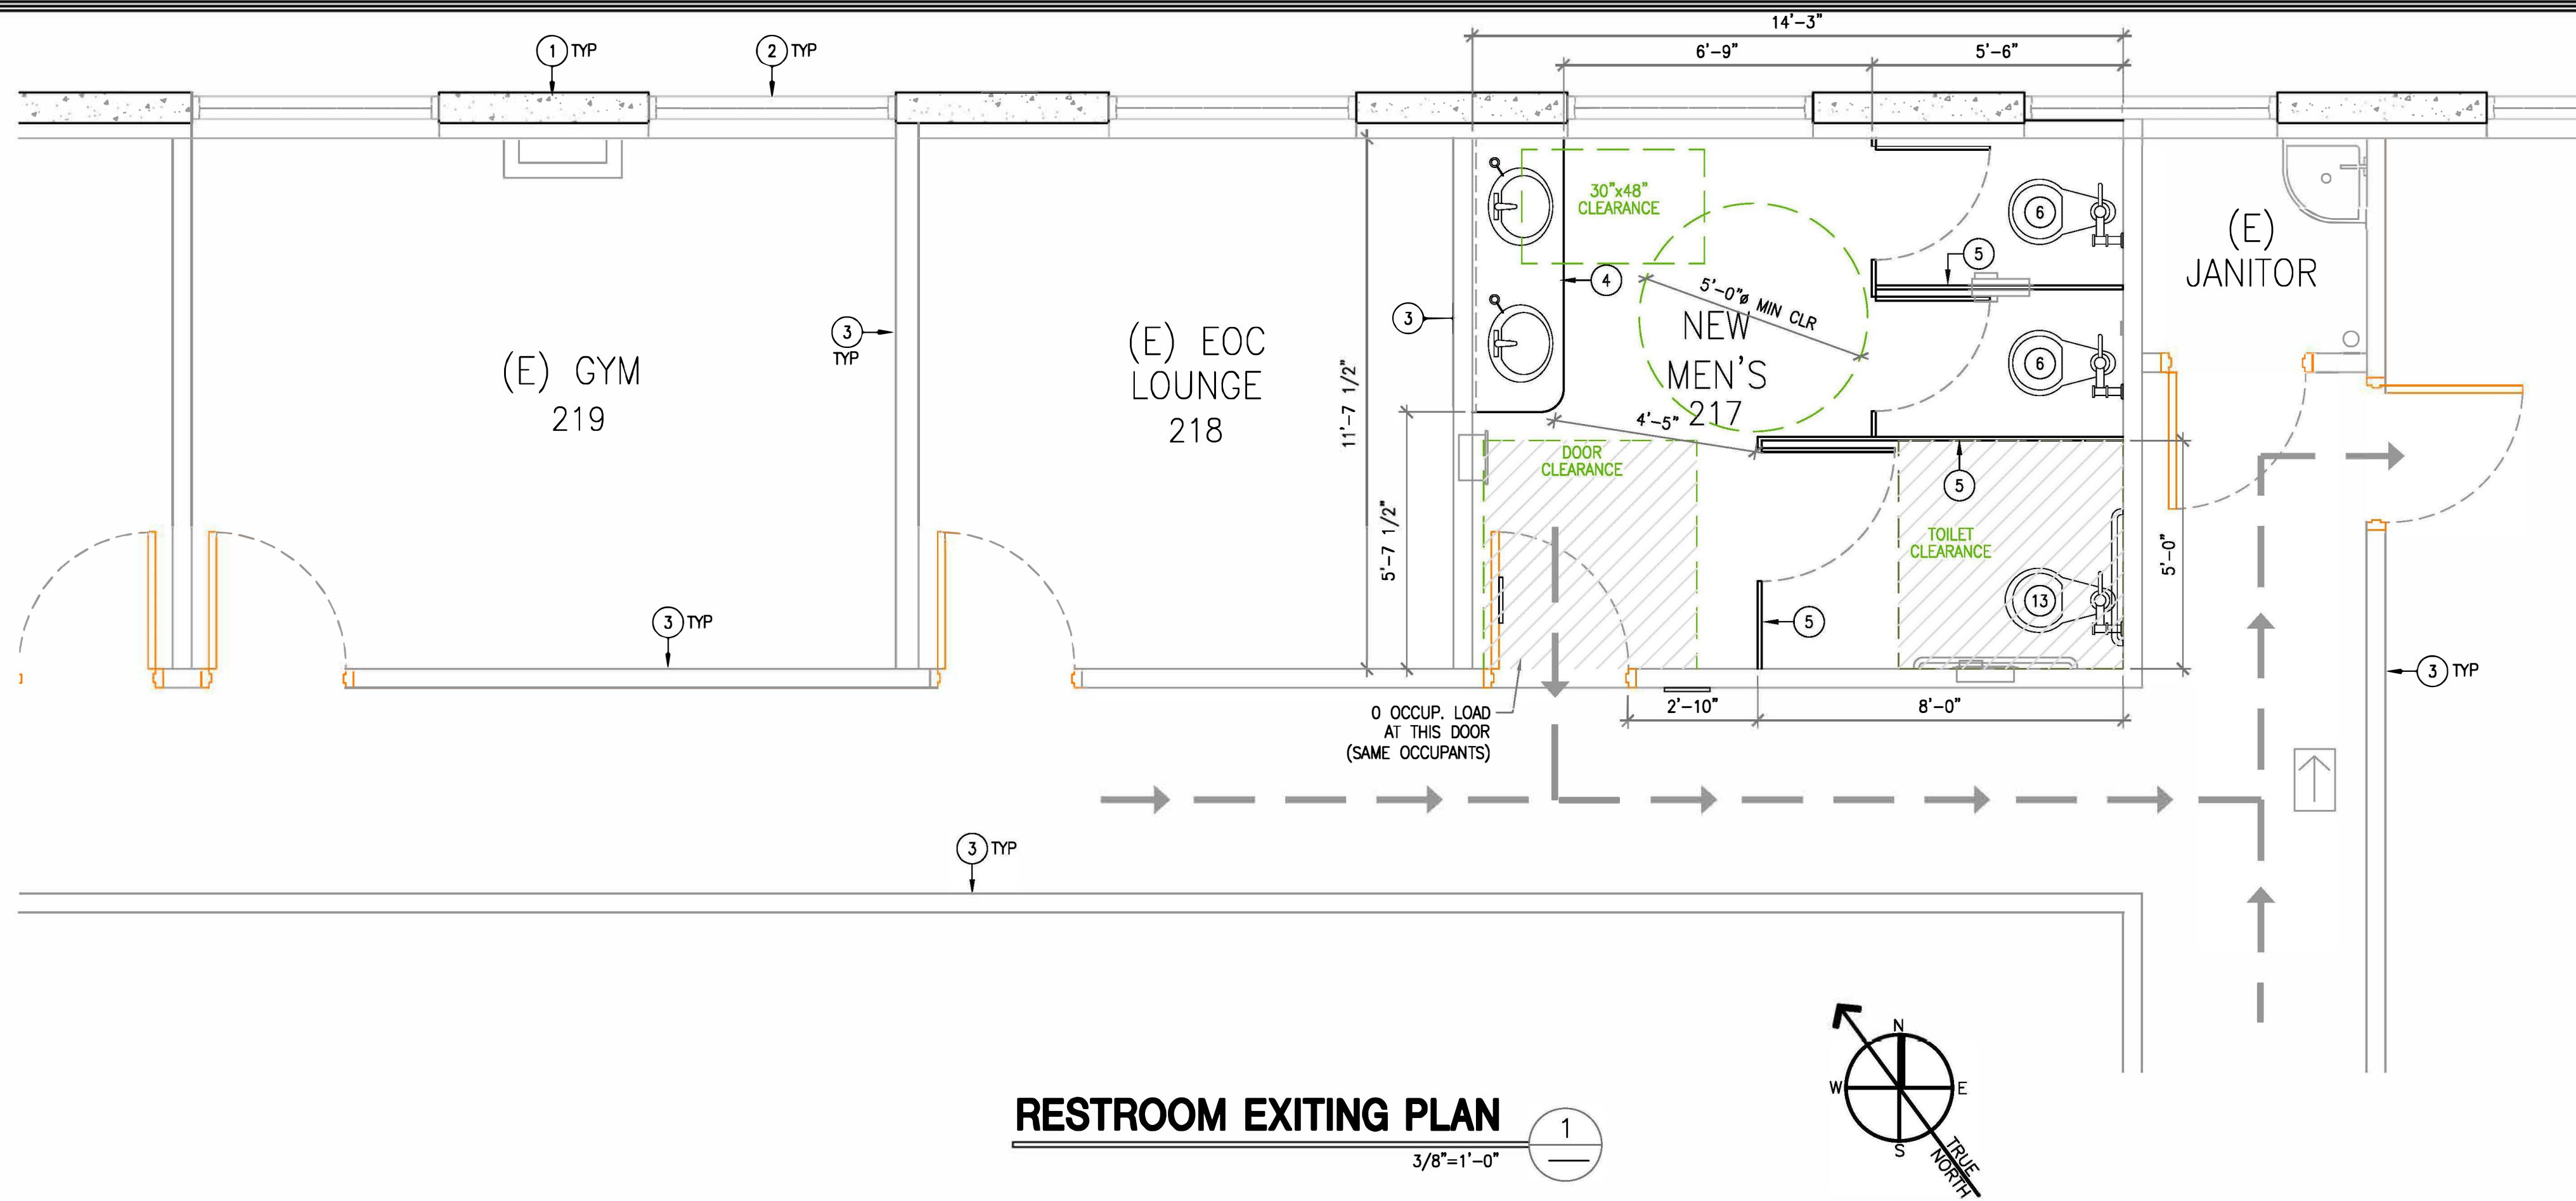 14'-3"
6'-9"
5'-6"
1 TYP
2 TYP
30"x48"
CLEARANCE
6
5
4
5'-0"ø MIN CLR
(E)
JANITOR
3
TYP
3
(E) GYM
219
(E) EOC
LOUNGE
218
11'-7 1/2"
NEW
MEN'S
217
6
4'-5"
DOOR
CLEARANCE
5
5'-7 1/2"
TOILET
CLEARANCE
5'-0"
13
3 TYP
5
3 TYP
0 OCCUP. LOAD
AT THIS DOOR
(SAME OCCUPANTS)
2'-10"
8'-0"
3 TYP
N
W
E
S
TRUE
NORTH
RESTROOM EXITING PLAN
1
3/8"=1'-0"